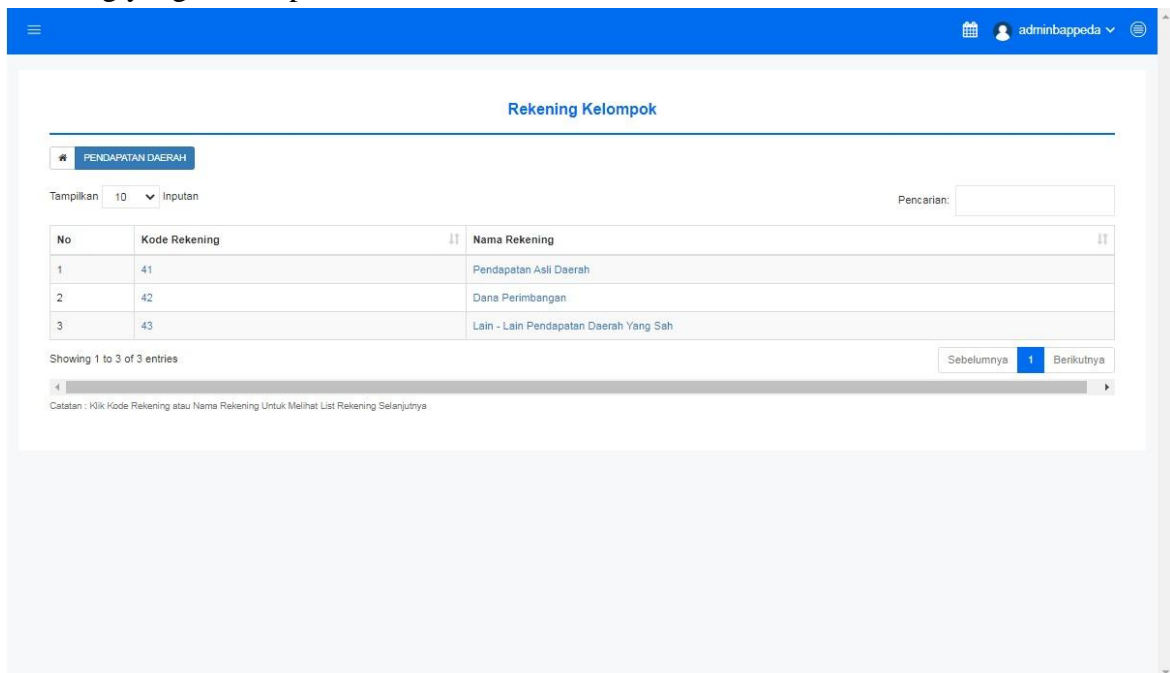 adminbappeda
Rekening Kelompok
PENDAPATAN DAERAH
Tampilkan 10 Inputan
Pencarian:
No Kode Rekening Nama Rekening
1 41 Pendapatan Asli Daerah
2 42 Dana Perimbangan
3 43 Lain - Lain Pendapatan Daerah Yang Sah
Showing 1 to 3 of 3 entries
Sebelumnya 1 Berikutnya
Catatan : Klik Kode Rekening atau Nama Rekening Untuk Melihat List Rekening Selanjutnya